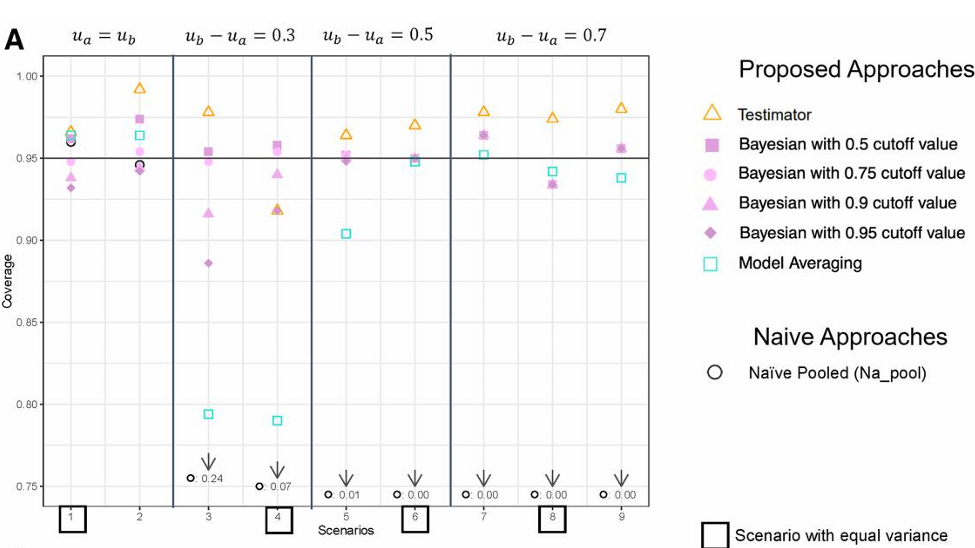 A
u_a = u_b
u_b − u_a = 0.3
u_b − u_a = 0.5
u_b − u_a = 0.7
1.00
0.95
0.90
0.85
0.80
0.75
Coverage
: 0.24
: 0.07
: 0.01
: 0.00
: 0.00
: 0.00
: 0.00
1 2 3 4 5 6 7 8 9
Scenarios
Proposed Approaches
Testimator
Bayesian with 0.5 cutoff value
Bayesian with 0.75 cutoff value
Bayesian with 0.9 cutoff value
Bayesian with 0.95 cutoff value
Model Averaging
Naive Approaches
Naïve Pooled (Na_pool)
Scenario with equal variance